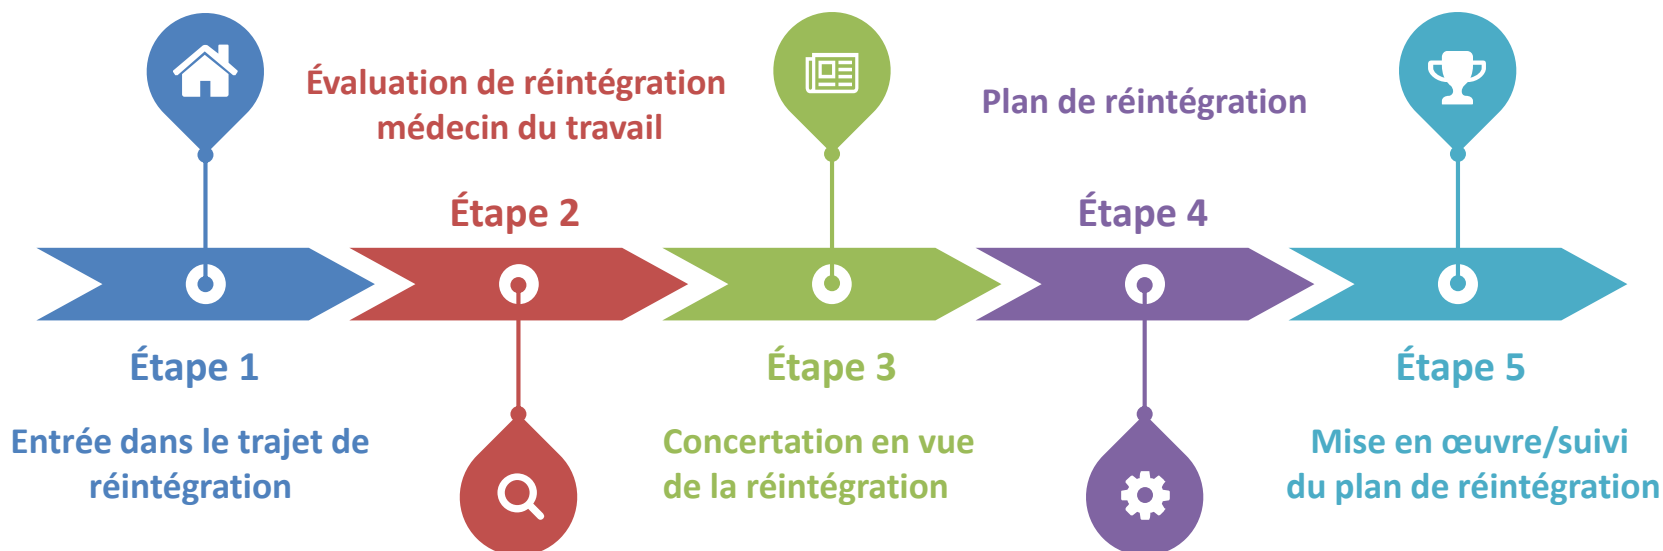 Étape 1
Entrée dans le trajet de
réintégration
Évaluation de réintégration
médecin du travail
Étape 2
Étape 3
Concertation en vue
de la réintégration
Plan de réintégration
Étape 4
Étape 5
Mise en œuvre/suivi
du plan de réintégration